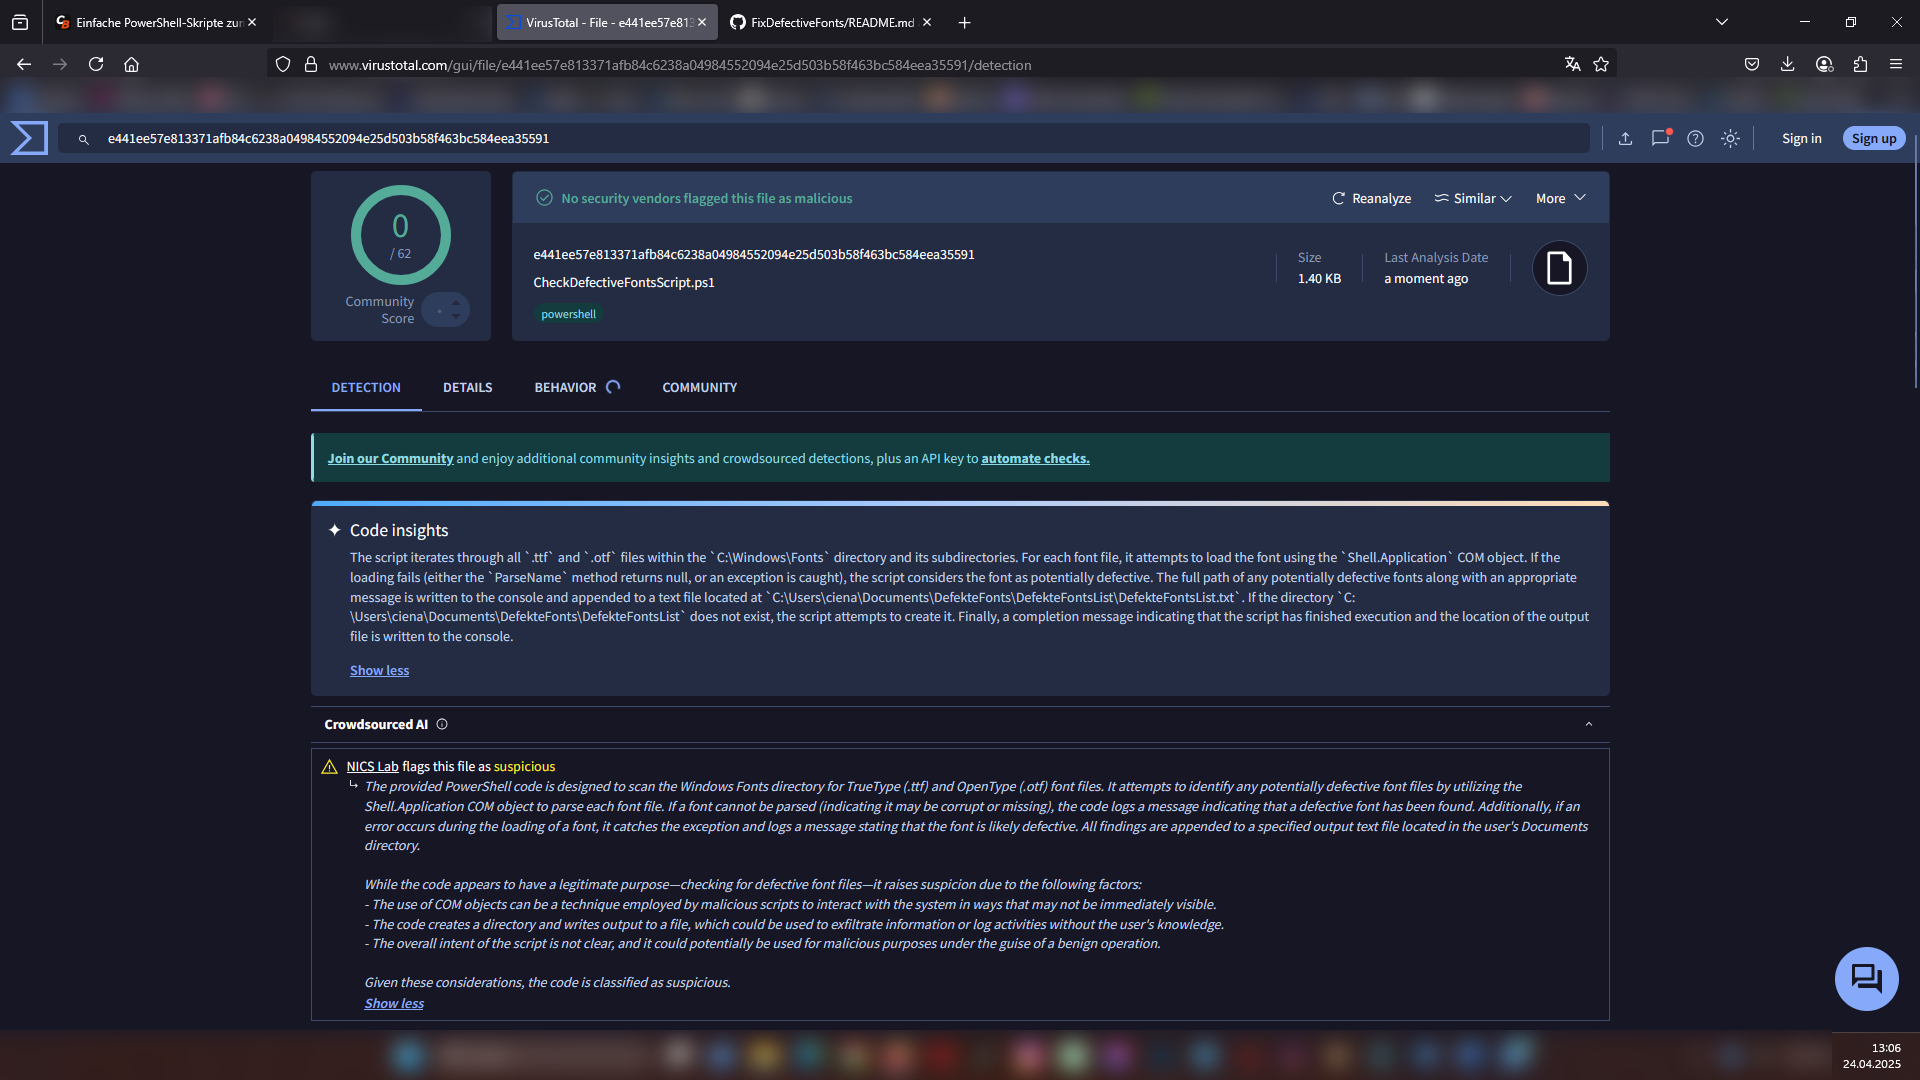 Einfache PowerShell-Skripte zur
VirusTotal - File - e441ee57e813
FixDefectiveFonts/README.md
www.virustotal.com/gui/file/e441ee57e813371afb84c6238a04984552094e25d503b58f463bc584eea35591/detection
e441ee57e813371afb84c6238a04984552094e25d503b58f463bc584eea35591
Sign in
Sign up
0
/ 62
Community
Score
No security vendors flagged this file as malicious
Reanalyze
Similar
More
e441ee57e813371afb84c6238a04984552094e25d503b58f463bc584eea35591
CheckDefectiveFontsScript.ps1
powershell
Size
1.40 KB
Last Analysis Date
a moment ago
DETECTION
DETAILS
BEHAVIOR
COMMUNITY
Join our Community and enjoy additional community insights and crowdsourced detections, plus an API key to automate checks.
Code insights
The script iterates through all `.ttf` and `.otf` files within the `C:\Windows\Fonts` directory and its subdirectories. For each font file, it attempts to load the font using the `Shell.Application` COM object. If the
loading fails (either the `ParseName` method returns null, or an exception is caught), the script considers the font as potentially defective. The full path of any potentially defective fonts along with an appropriate
message is written to the console and appended to a text file located at `C:\Users\ciena\Documents\DefekteFonts\DefekteFontsList\DefekteFontsList.txt`. If the directory `C:
\Users\ciena\Documents\DefekteFonts\DefekteFontsList` does not exist, the script attempts to create it. Finally, a completion message indicating that the script has finished execution and the location of the output
file is written to the console.
Show less
Crowdsourced AI
NICS Lab flags this file as suspicious
The provided PowerShell code is designed to scan the Windows Fonts directory for TrueType (.ttf) and OpenType (.otf) font files. It attempts to identify any potentially defective font files by utilizing the
Shell.Application COM object to parse each font file. If a font cannot be parsed (indicating it may be corrupt or missing), the code logs a message indicating that a defective font has been found. Additionally, if an
error occurs during the loading of a font, it catches the exception and logs a message stating that the font is likely defective. All findings are appended to a specified output text file located in the user's Documents
directory.
While the code appears to have a legitimate purpose—checking for defective font files—it raises suspicion due to the following factors:
- The use of COM objects can be a technique employed by malicious scripts to interact with the system in ways that may not be immediately visible.
- The code creates a directory and writes output to a file, which could be used to exfiltrate information or log activities without the user's knowledge.
- The overall intent of the script is not clear, and it could potentially be used for malicious purposes under the guise of a benign operation.
Given these considerations, the code is classified as suspicious.
Show less
13:06
24.04.2025